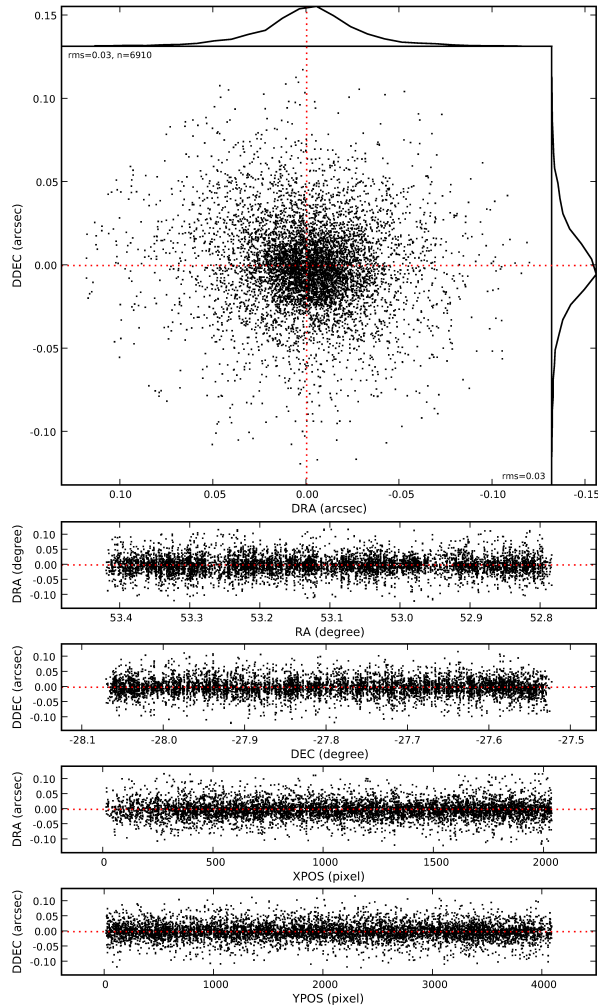 0.15
rms=0.03, n=6910
0.10
0.05
0.00
-0.05
-0.10
DDEC (arcsec)
rms=0.03
0.10 0.05 0.00 -0.05 -0.10 -0.15
DRA (arcsec)
DRA (degree)
0.10
0.05
0.00
-0.05
-0.10
53.4 53.3 53.2 53.1 53.0 52.9 52.8
RA (degree)
DDEC (arcsec)
0.10
0.05
0.00
-0.05
-0.10
-28.1 -28.0 -27.9 -27.8 -27.7 -27.6 -27.5
DEC (degree)
DRA (arcsec)
0.10
0.05
0.00
-0.05
-0.10
0 500 1000 1500 2000
XPOS (pixel)
DDEC (arcsec)
0.10
0.05
0.00
-0.05
-0.10
0 1000 2000 3000 4000
YPOS (pixel)